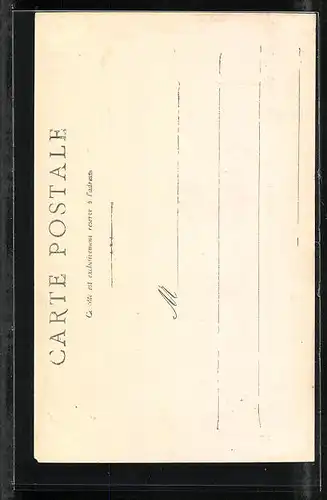 CARTE POSTALE
Ce côté est exclusivement réservé à l'adresse
M